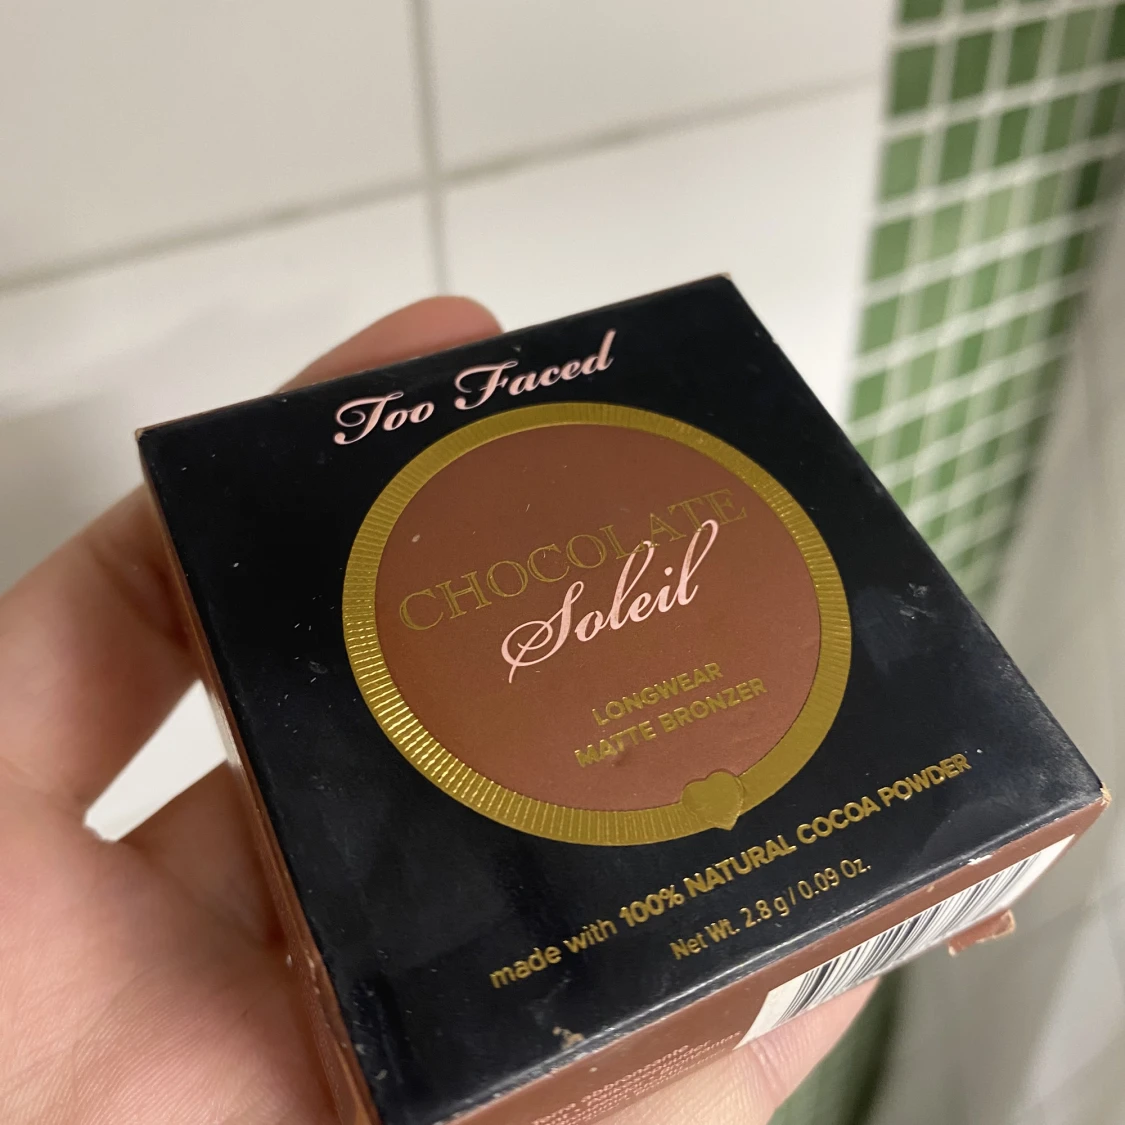 Too Faced
CHOCOLATE
Soleil
LONGWEAR
MATTE BRONZER
made with 100% NATURAL COCOA POWDER
Net Wt. 2.8 g / 0.09 Oz.